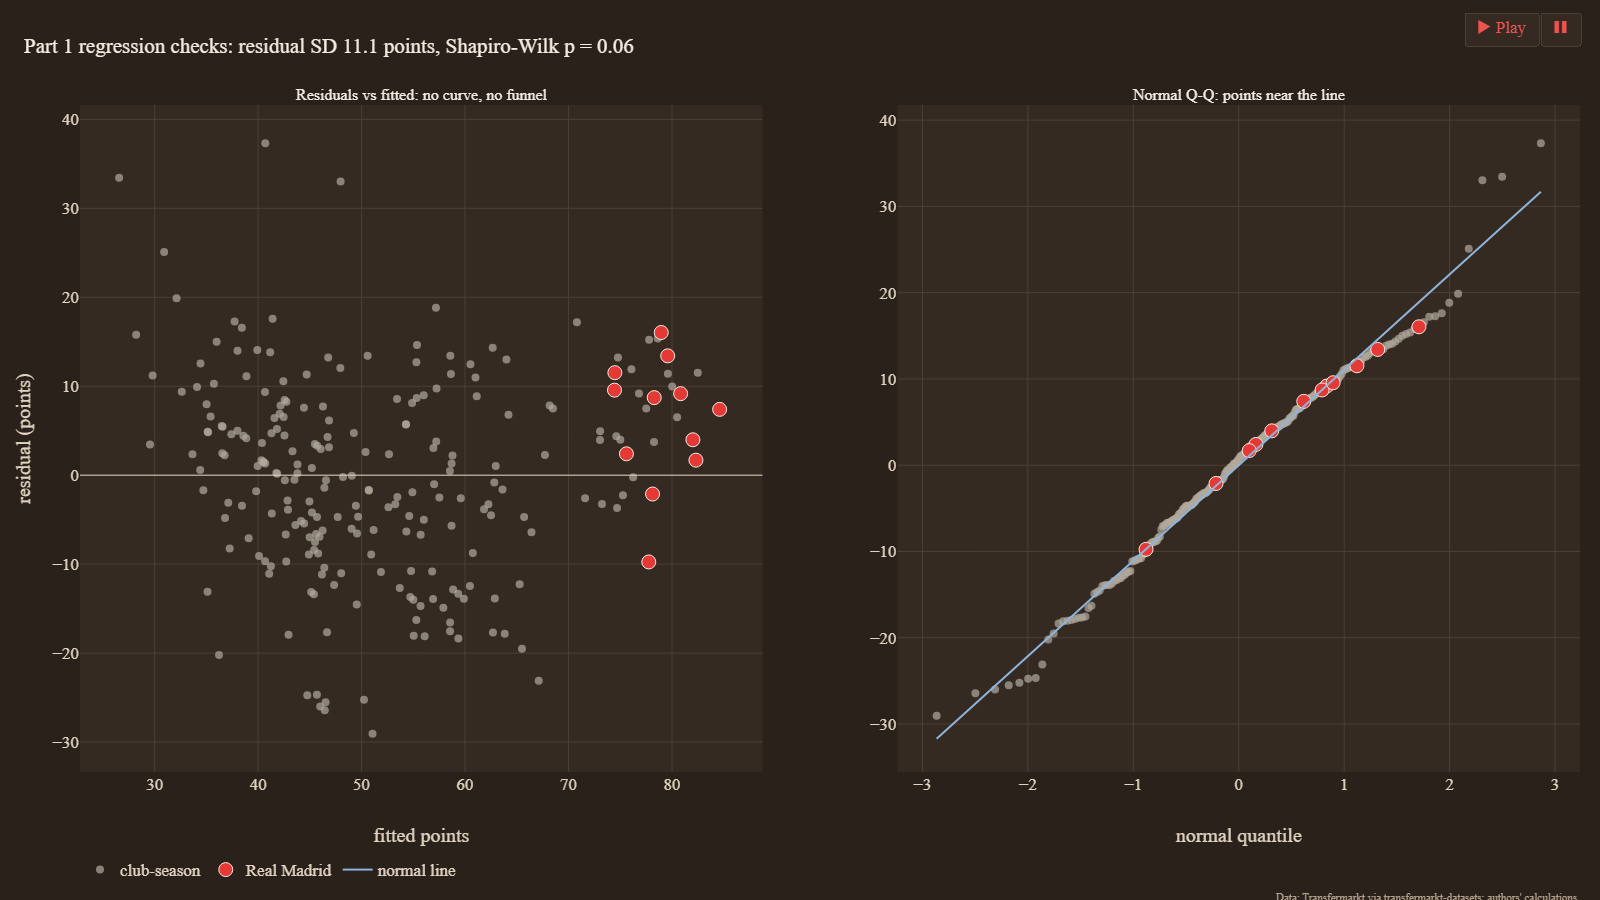 Part 1 regression checks: residual SD 11.1 points, Shapiro-Wilk p = 0.06
Play
Residuals vs fitted: no curve, no funnel
Normal Q-Q: points near the line
residual (points)
40
30
20
10
0
−10
−20
−30
30
40
50
60
70
80
fitted points
40
30
20
10
0
−10
−20
−30
−3
−2
−1
0
1
2
3
normal quantile
club-season
Real Madrid
normal line
Data: Transfermarkt via transfermarkt-datasets; authors' calculations.